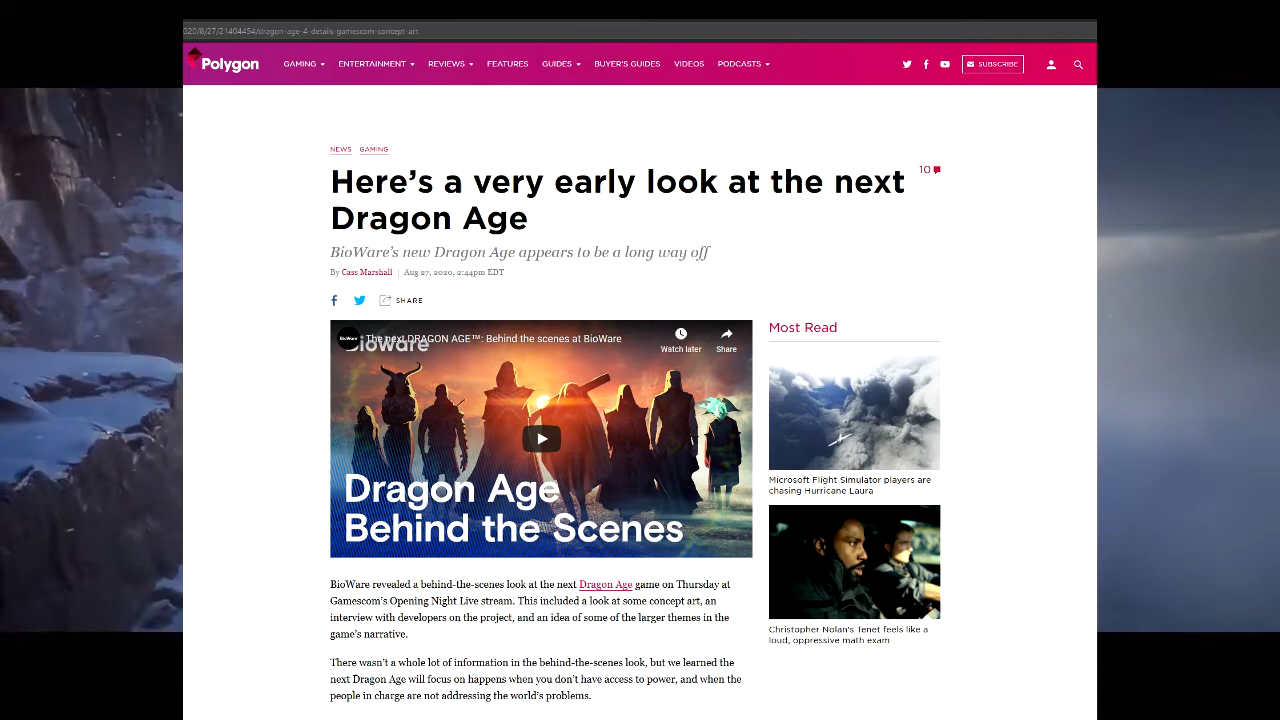 020/8/27/21404454/dragon-age-4-details-gamescom-concept-art
Polygon
GAMING ENTERTAINMENT REVIEWS FEATURES GUIDES BUYER'S GUIDES VIDEOS PODCASTS SUBSCRIBE
NEWS GAMING
Here's a very early look at the next
Dragon Age
10
BioWare's new Dragon Age appears to be a long way off
By Cass Marshall | Aug 27, 2020, 2:44pm EDT
SHARE
BioWare
The next DRAGON AGE™: Behind the scenes at BioWare
Watch later
Share
BioWare
Dragon Age
Behind the Scenes
BioWare revealed a behind-the-scenes look at the next Dragon Age game on Thursday at
Gamescom's Opening Night Live stream. This included a look at some concept art, an
interview with developers on the project, and an idea of some of the larger themes in the
game's narrative.
There wasn't a whole lot of information in the behind-the-scenes look, but we learned the
next Dragon Age will focus on happens when you don't have access to power, and when the
people in charge are not addressing the world's problems.
Most Read
Microsoft Flight Simulator players are
chasing Hurricane Laura
Christopher Nolan's Tenet feels like a
loud, oppressive math exam